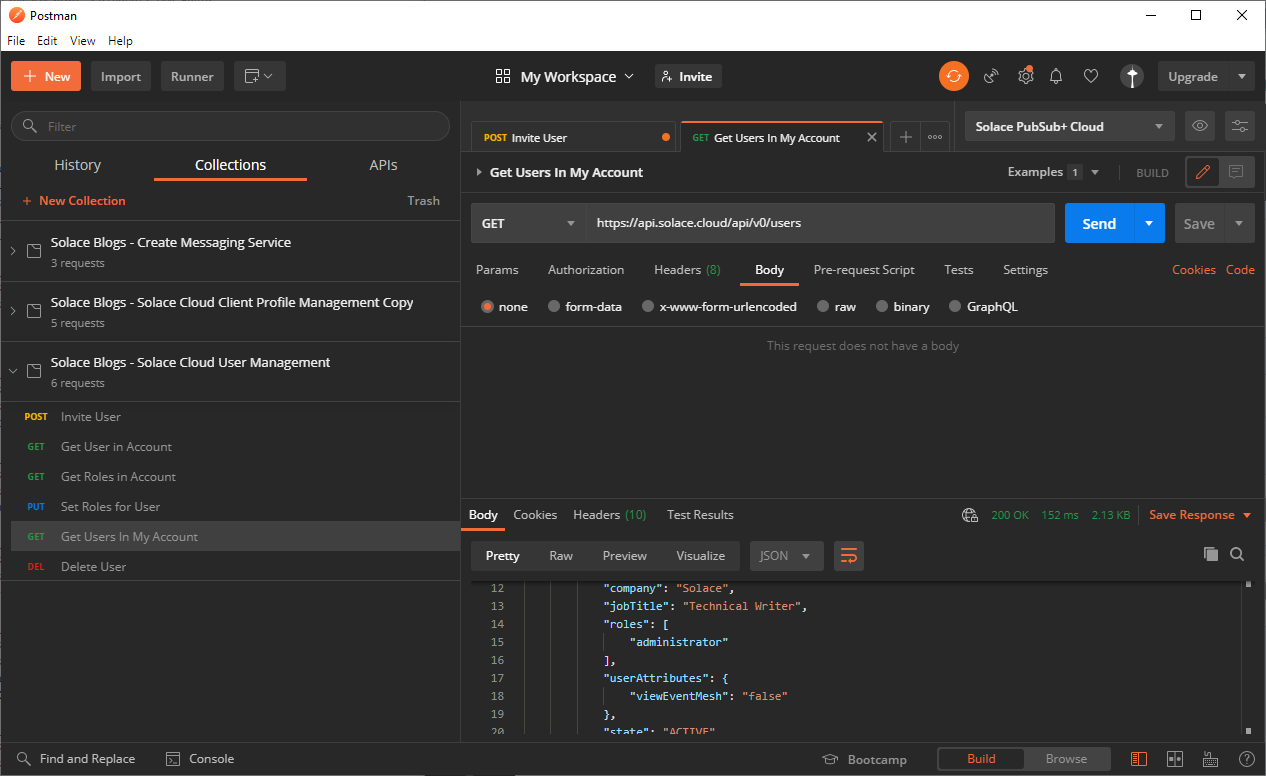 Postman
File Edit View Help
New Import Runner My Workspace Invite Upgrade
Filter
History Collections APIs
+ New Collection Trash
Solace Blogs - Create Messaging Service
3 requests
Solace Blogs - Solace Cloud Client Profile Management Copy
5 requests
Solace Blogs - Solace Cloud User Management
6 requests
POST Invite User
GET Get User in Account
GET Get Roles in Account
PUT Set Roles for User
GET Get Users In My Account
DEL Delete User
POST Invite User GET Get Users In My Account Solace PubSub+ Cloud
Get Users In My Account Examples 1 BUILD
GET https://api.solace.cloud/api/v0/users Send Save
Params Authorization Headers (8) Body Pre-request Script Tests Settings Cookies Code
none form-data x-www-form-urlencoded raw binary GraphQL
This request does not have a body
Body Cookies Headers (10) Test Results 200 OK 152 ms 2.13 KB Save Response
Pretty Raw Preview Visualize JSON
12 "company": "Solace",
13 "jobTitle": "Technical Writer",
14 "roles": [
15 "administrator"
16 ],
17 "userAttributes": {
18 "viewEventMesh": "false"
19 },
20 "state": "ACTIVE"
Find and Replace Console Bootcamp Build Browse